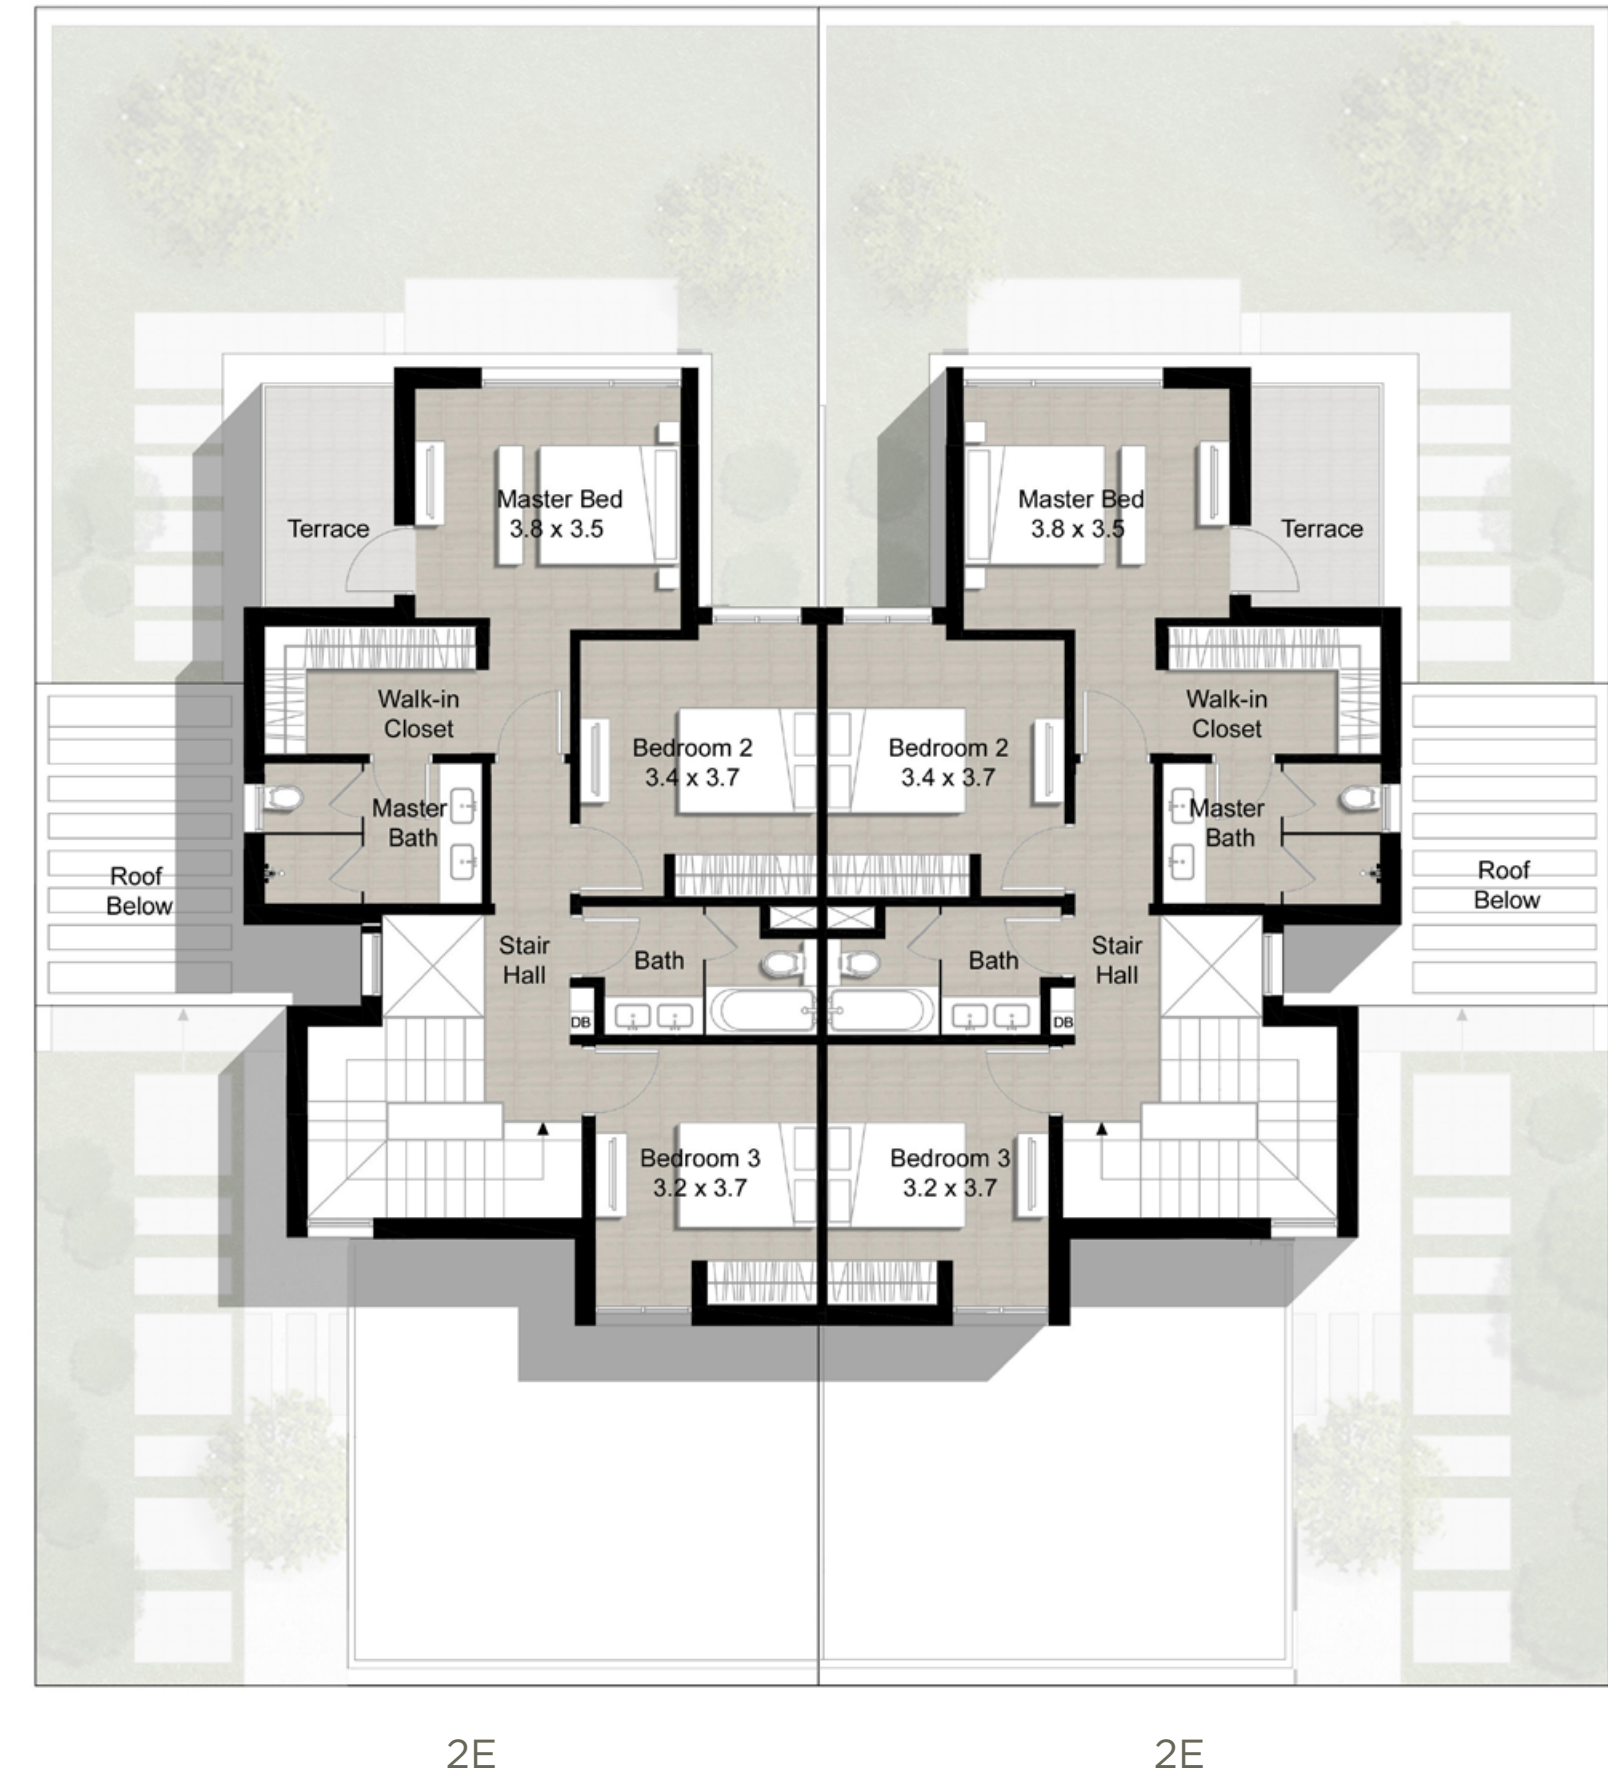 Master Bed
3.8 x 3.5
Master Bed
3.8 x 3.5
Terrace
Terrace
Walk-in
Closet
Walk-in
Closet
Bedroom 2
3.4 x 3.7
Bedroom 2
3.4 x 3.7
Master
Bath
Master
Bath
Roof
Below
Roof
Below
Stair
Hall
Bath
Bath
Stair
Hall
DB
DB
Bedroom 3
3.2 x 3.7
Bedroom 3
3.2 x 3.7
2E
2E